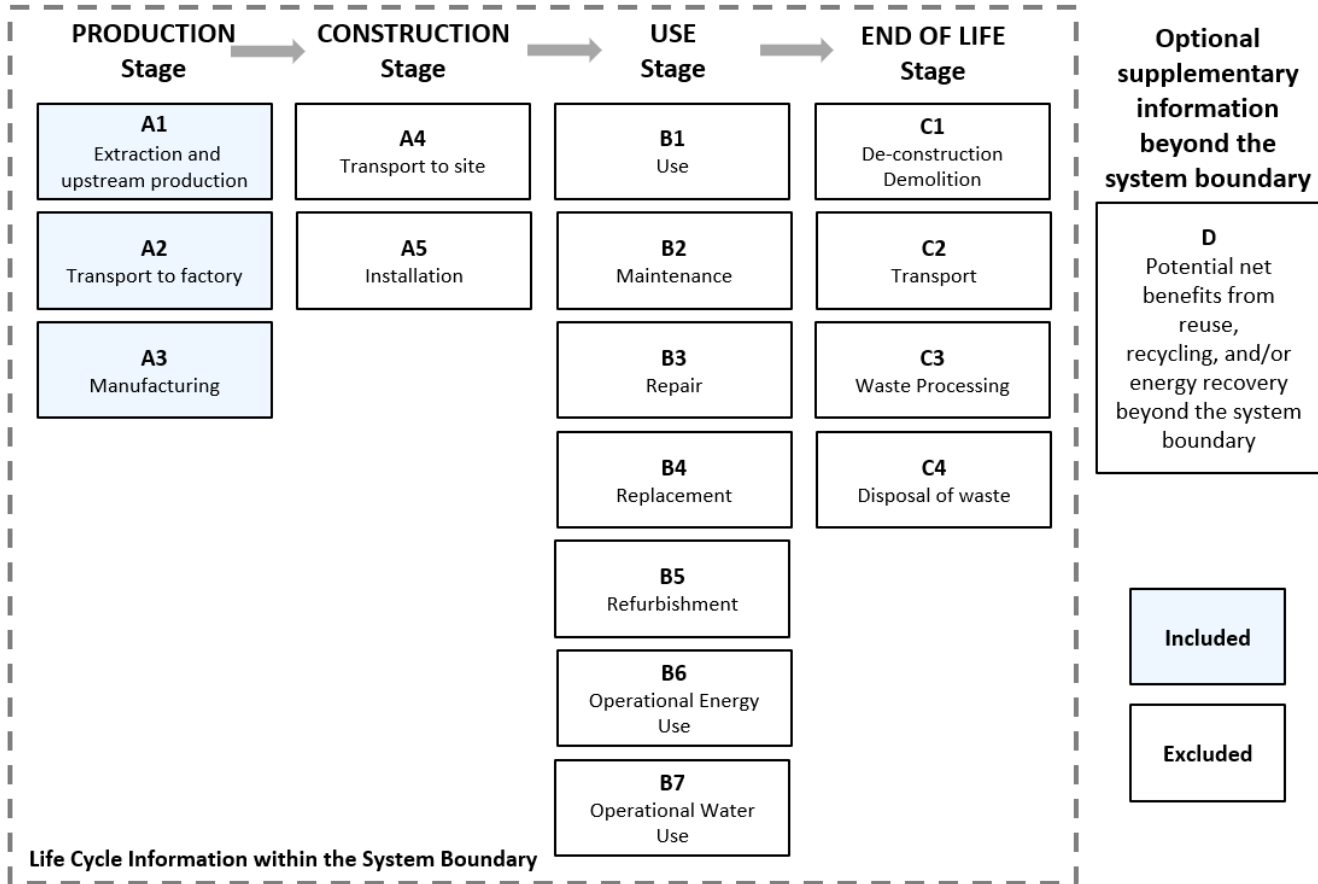 PRODUCTION
Stage
CONSTRUCTION
Stage
USE
Stage
END OF LIFE
Stage
A1
Extraction and
upstream production
A2
Transport to factory
A3
Manufacturing
A4
Transport to site
A5
Installation
B1
Use
B2
Maintenance
B3
Repair
B4
Replacement
B5
Refurbishment
B6
Operational Energy
Use
B7
Operational Water
Use
C1
De-construction
Demolition
C2
Transport
C3
Waste Processing
C4
Disposal of waste
Life Cycle Information within the System Boundary
Optional
supplementary
information
beyond the
system boundary
D
Potential net
benefits from
reuse,
recycling, and/or
energy recovery
beyond the system
boundary
Included
Excluded